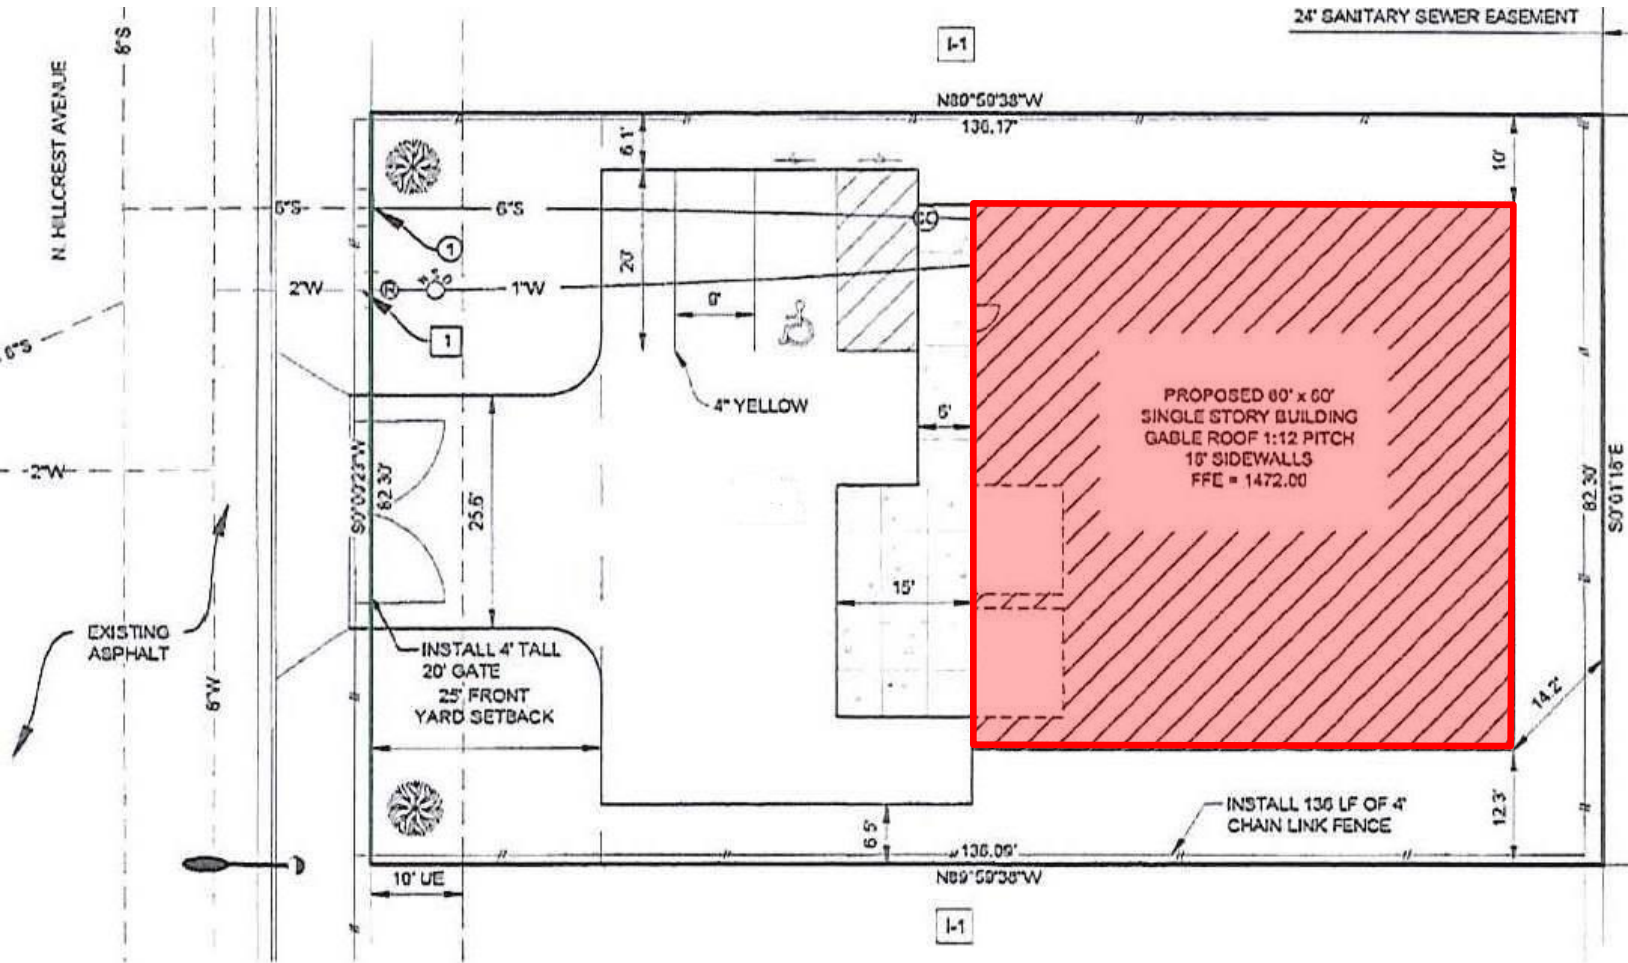 24' SANITARY SEWER EASEMENT
I-1
8"S
N. HILLCREST AVENUE
N89°59'38"W
136.17'
6.1'
10'
6"S
6"S
1
20'
2"W
1"W
9'
1
6"S
4" YELLOW
6'
PROPOSED 60' x 60'
SINGLE STORY BUILDING
GABLE ROOF 1:12 PITCH
16' SIDEWALLS
FFE = 1472.00
2"W
S0°00'23"W
82.30'
25.6'
82.30'
S0°01'18"E
15'
EXISTING
ASPHALT
INSTALL 4' TALL
20' GATE
25' FRONT
YARD SETBACK
6"W
14.2'
INSTALL 136 LF OF 4'
CHAIN LINK FENCE
12.3'
6.5'
136.09'
N89°59'38"W
10' UE
I-1